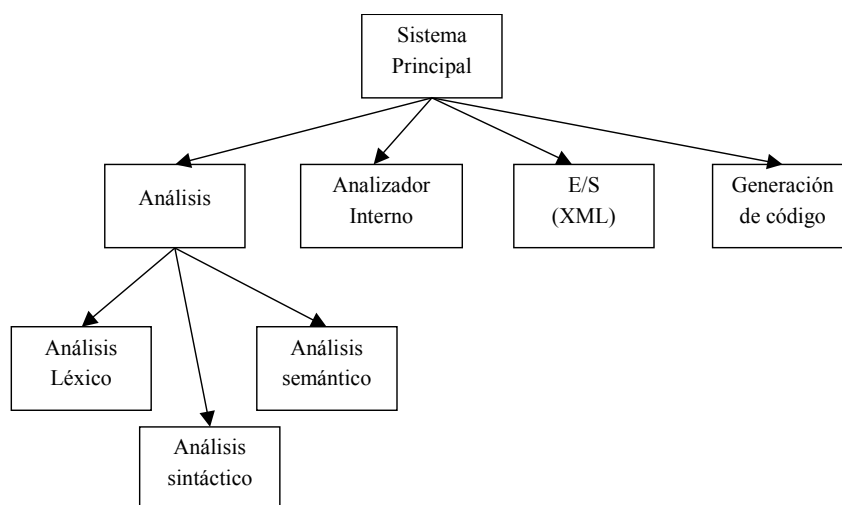 Sistema
Principal
Análisis
Analizador
Interno
E/S
(XML)
Generación
de código
Análisis
Léxico
Análisis
semántico
Análisis
sintáctico